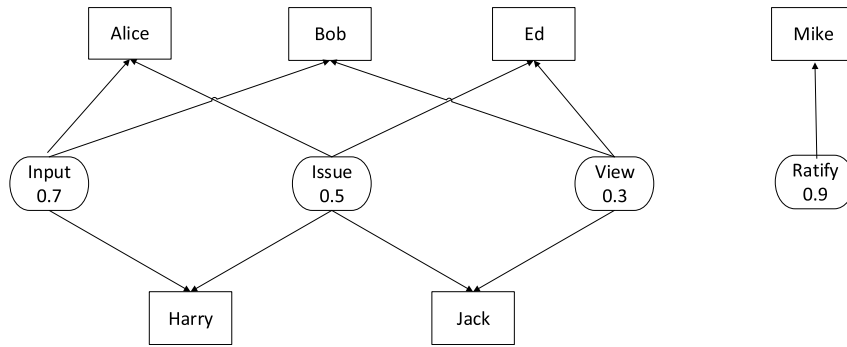 Alice
Bob
Ed
Mike
Input
0.7
Issue
0.5
View
0.3
Ratify
0.9
Harry
Jack